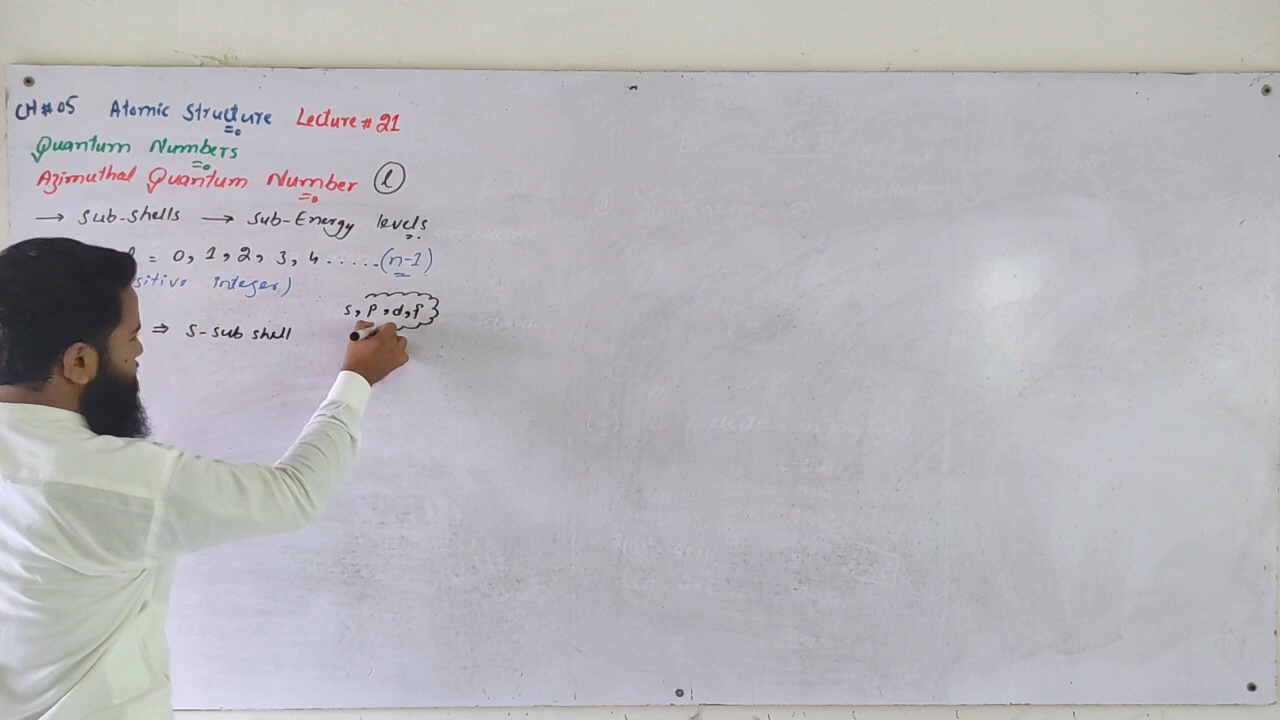 CH # 05 Atomic Structure Lecture # 21
Quantum Numbers
Azimuthal Quantum Number (l)
→ Sub-shells → Sub-Energy levels
l = 0, 1, 2, 3, 4 ..... (n-1)
sitive integer)
s, p, d, f
⇒ S-sub shell